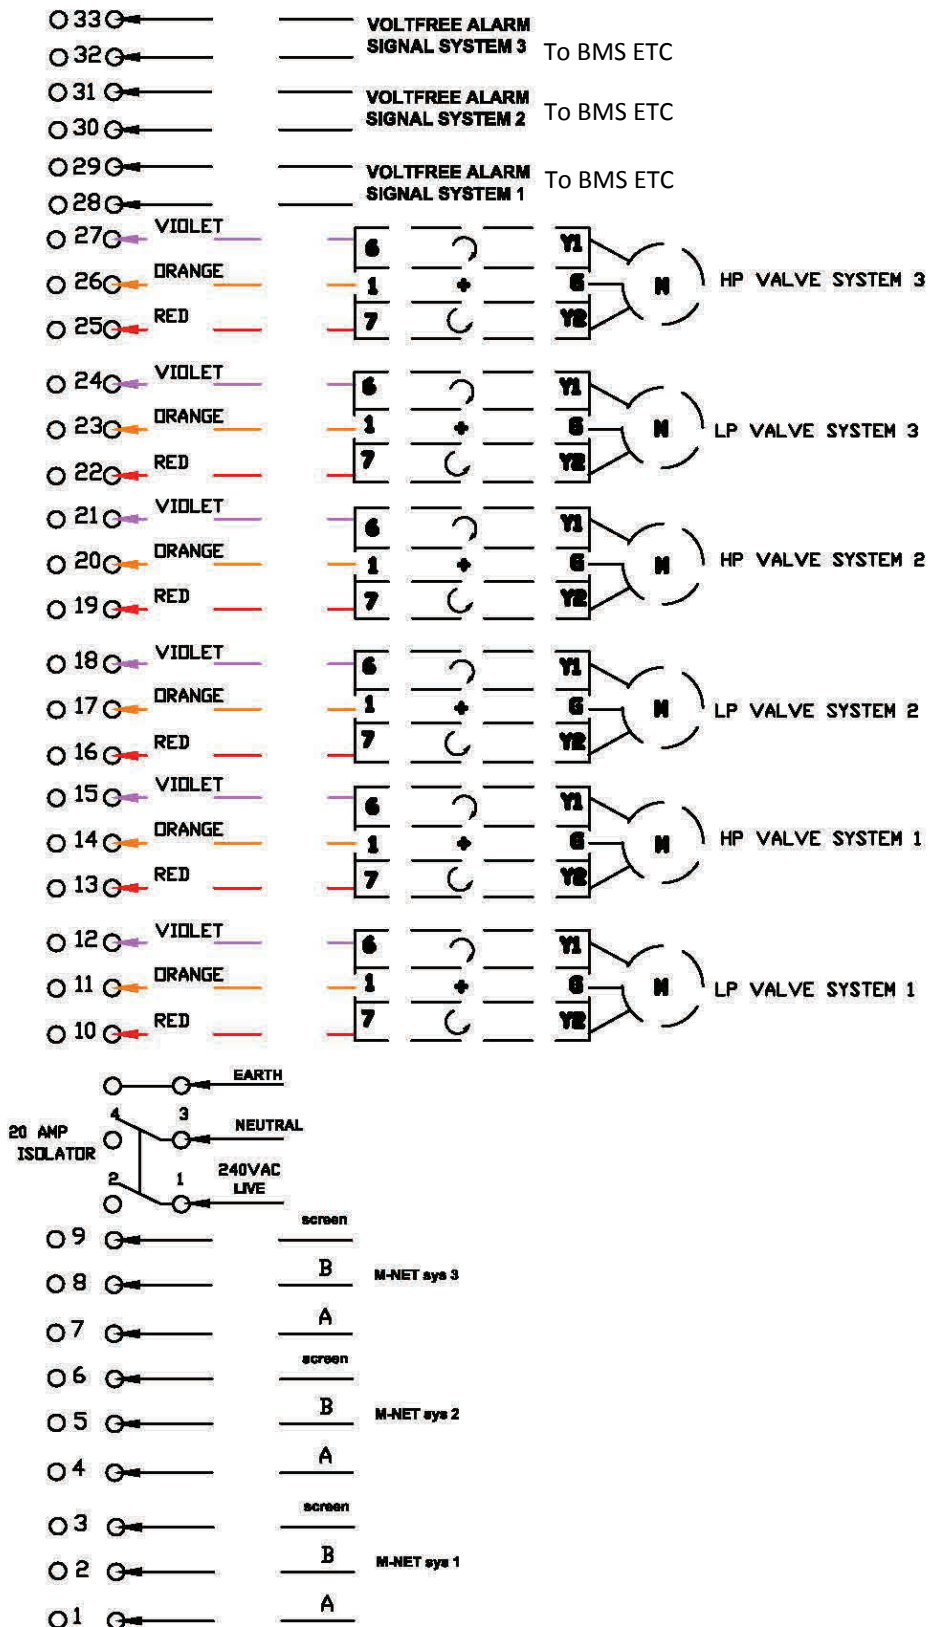 33 VOLTFREE ALARM
SIGNAL SYSTEM 3 To BMS ETC
32
31 VOLTFREE ALARM
SIGNAL SYSTEM 2 To BMS ETC
30
29 VOLTFREE ALARM
SIGNAL SYSTEM 1 To BMS ETC
28
27 VIOLET 6 Y1
26 ORANGE 1 + G M HP VALVE SYSTEM 3
25 RED 7 Y2
24 VIOLET 6 Y1
23 ORANGE 1 + G M LP VALVE SYSTEM 3
22 RED 7 Y2
21 VIOLET 6 Y1
20 ORANGE 1 + G M HP VALVE SYSTEM 2
19 RED 7 Y2
18 VIOLET 6 Y1
17 ORANGE 1 + G M LP VALVE SYSTEM 2
16 RED 7 Y2
15 VIOLET 6 Y1
14 ORANGE 1 + G M HP VALVE SYSTEM 1
13 RED 7 Y2
12 VIOLET 6 Y1
11 ORANGE 1 + G M LP VALVE SYSTEM 1
10 RED 7 Y2
EARTH
4 3 NEUTRAL
20 AMP
ISOLATOR
2 1 240VAC
LIVE
9 screen
8 B M-NET sys 3
7 A
6 screen
5 B M-NET sys 2
4 A
3 screen
2 B M-NET sys 1
1 A